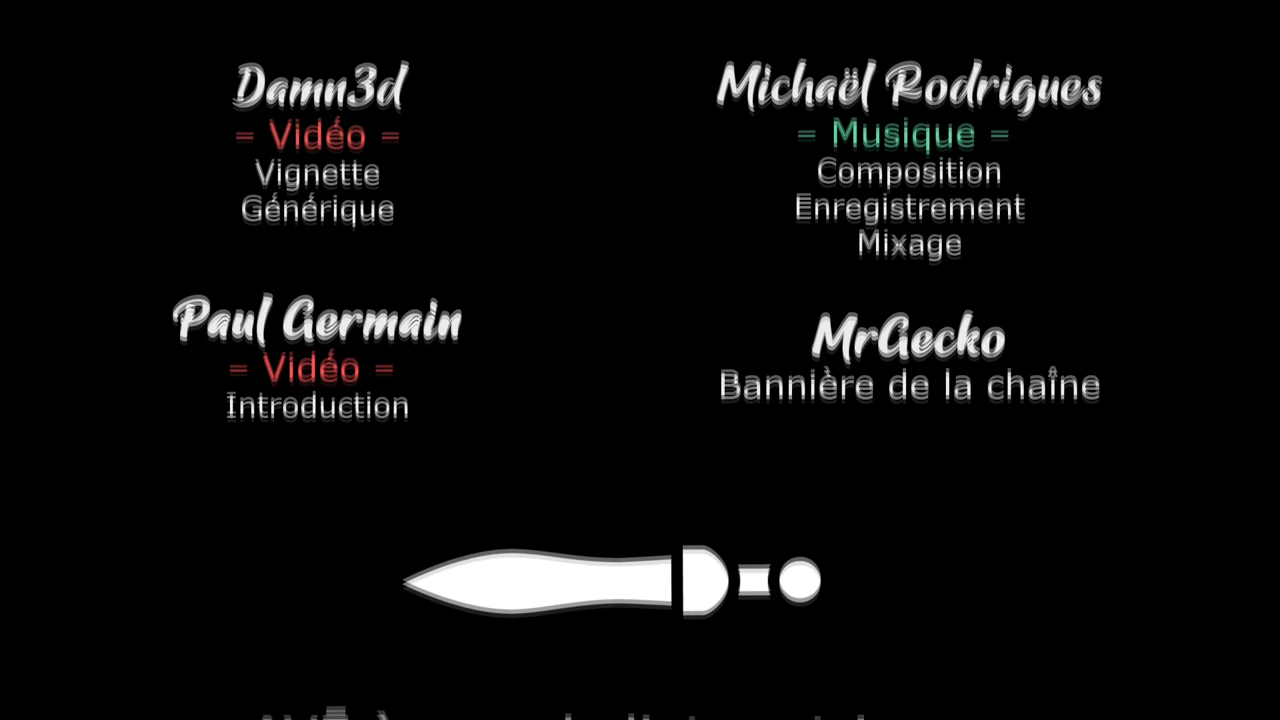 Damn3d
= Vidéo =
Vignette
Générique
Michaël Rodrigues
= Musique =
Composition
Enregistrement
Mixage
Paul Germain
= Vidéo =
Introduction
MrGecko
Bannière de la chaîne